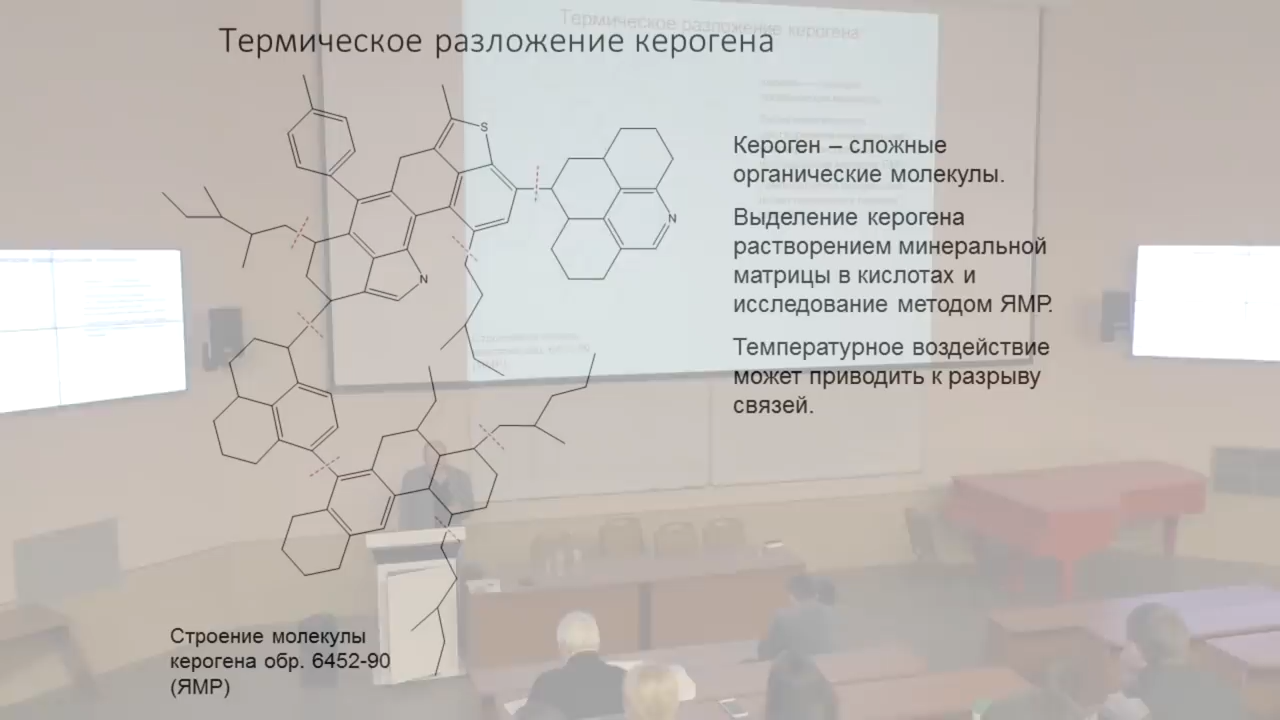 Термическое разложение керогена
Термическое разложение керогена
S
N
N
Кероген – сложные
органические молекулы.
Выделение керогена
растворением минеральной
матрицы в кислотах и
исследование методом ЯМР.
Температурное воздействие
может приводить к разрыву
связей.
Строение молекулы
керогена обр. 6452-90
(ЯМР)